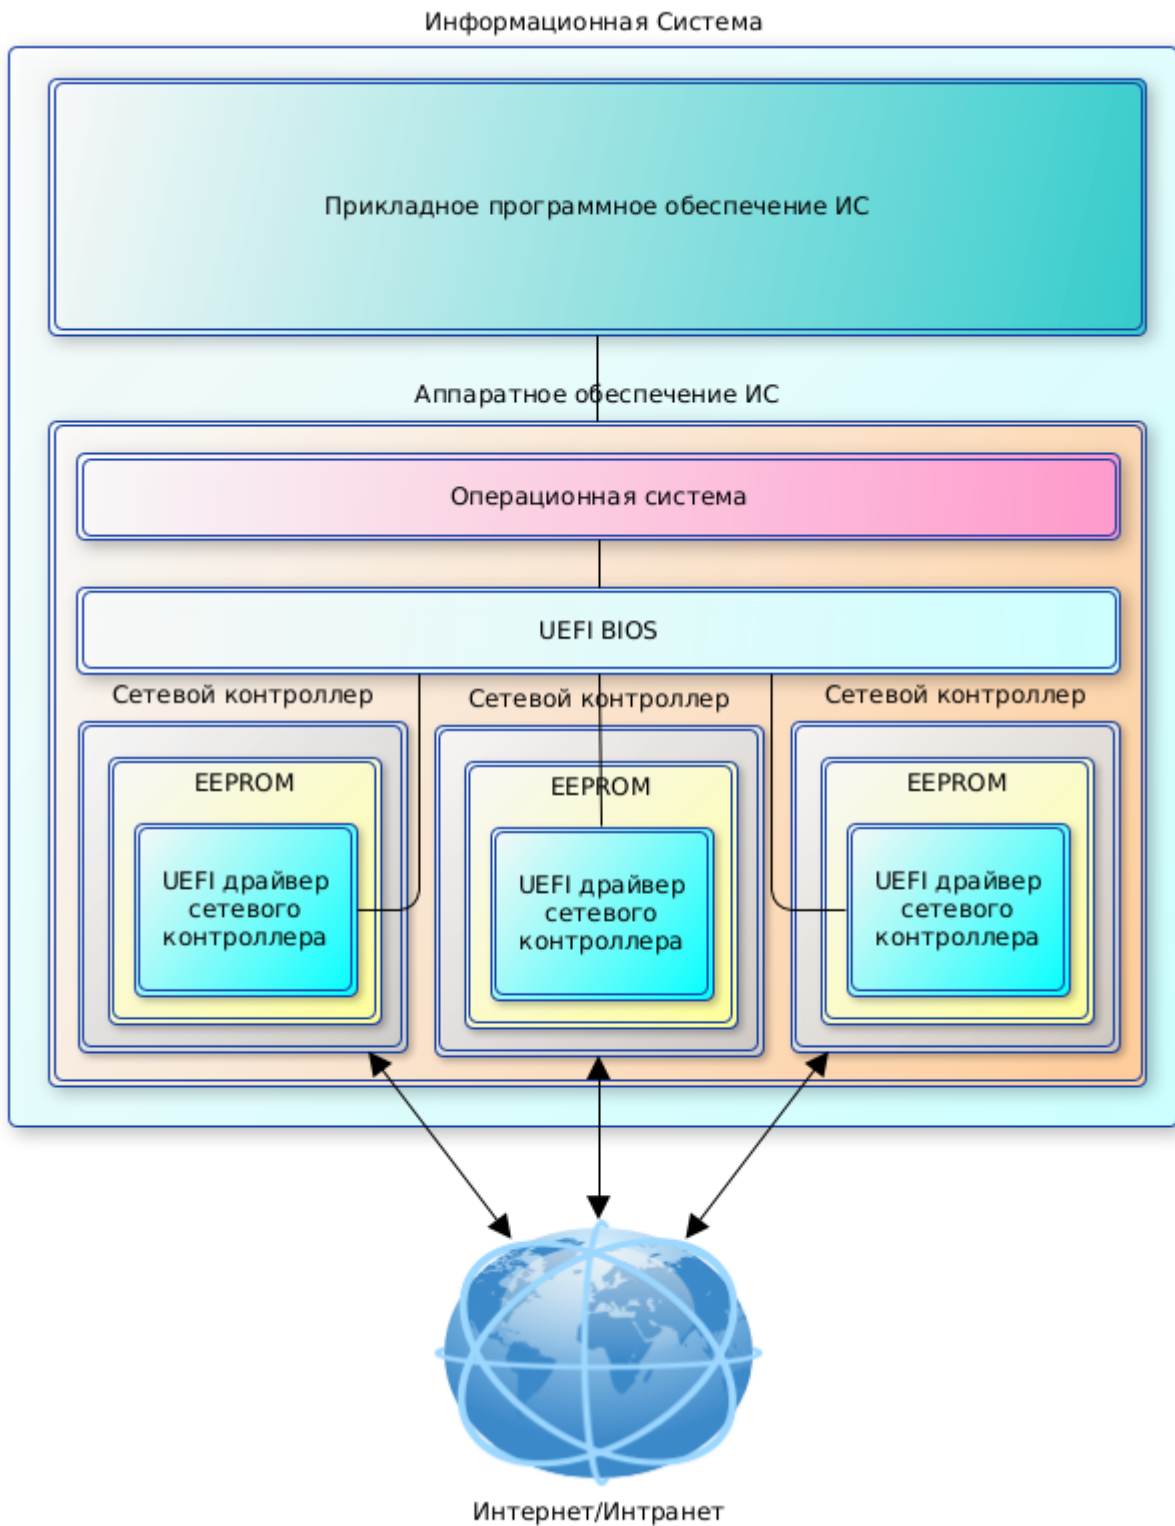 Информационная Система
Прикладное программное обеспечение ИС
Аппаратное обеспечение ИС
Операционная система
UEFI BIOS
Сетевой контроллер
Сетевой контроллер
Сетевой контроллер
EEPROM
EEPROM
EEPROM
UEFI драйвер
сетевого
контроллера
UEFI драйвер
сетевого
контроллера
UEFI драйвер
сетевого
контроллера
Интернет/Интранет